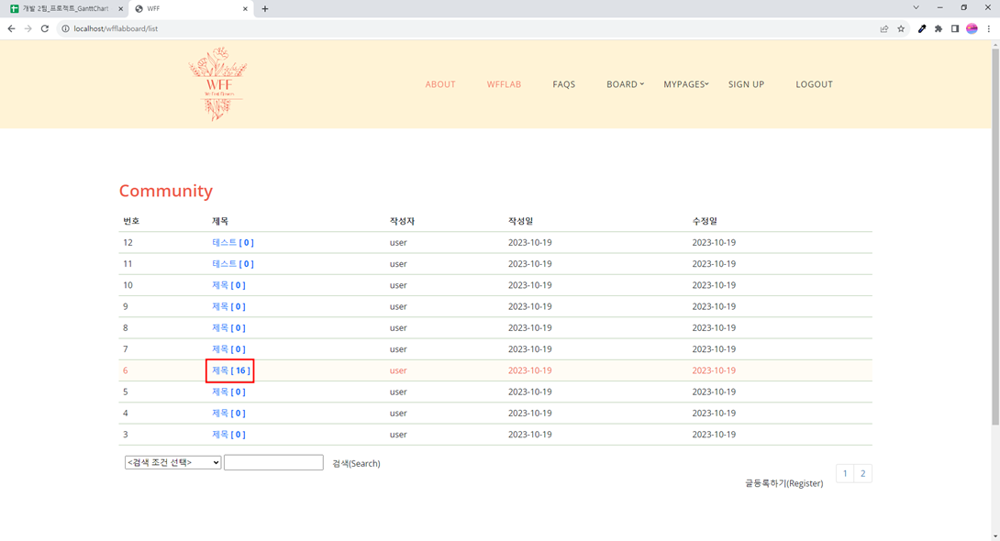 개발 2팀_프로젝트_GanttChart
WFF
localhost/wfflabboard/list
WFF
We Find Flowers
ABOUT WFFLAB FAQS BOARD MYPAGES SIGN UP LOGOUT
Community
번호 제목 작성자 작성일 수정일
12 테스트 [ 0 ] user 2023-10-19 2023-10-19
11 테스트 [ 0 ] user 2023-10-19 2023-10-19
10 제목 [ 0 ] user 2023-10-19 2023-10-19
9 제목 [ 0 ] user 2023-10-19 2023-10-19
8 제목 [ 0 ] user 2023-10-19 2023-10-19
7 제목 [ 0 ] user 2023-10-19 2023-10-19
6 제목 [ 16 ] user 2023-10-19 2023-10-19
5 제목 [ 0 ] user 2023-10-19 2023-10-19
4 제목 [ 0 ] user 2023-10-19 2023-10-19
3 제목 [ 0 ] user 2023-10-19 2023-10-19
<검색 조건 선택> 검색(Search)
글등록하기(Register) 1 2